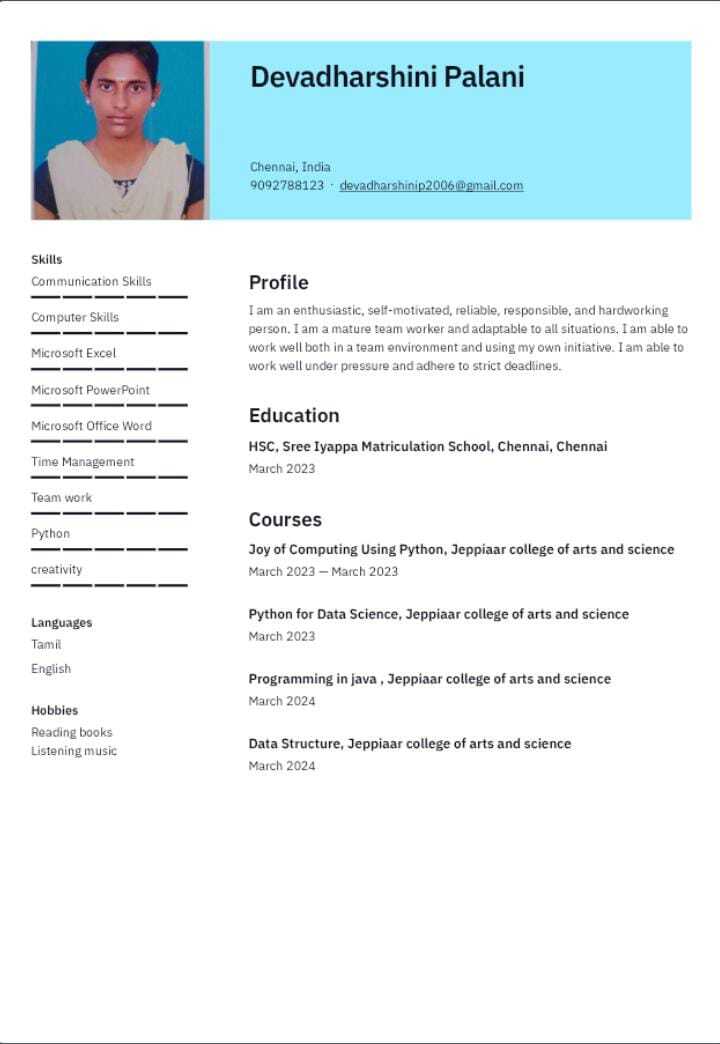 Devadharshini Palani
Chennai, India
9092788123 · devadharshinip2006@gmail.com
Skills
Communication Skills
Computer Skills
Microsoft Excel
Microsoft PowerPoint
Microsoft Office Word
Time Management
Team work
Python
creativity
Languages
Tamil
English
Hobbies
Reading books
Listening music
Profile
I am an enthusiastic, self-motivated, reliable, responsible, and hardworking
person. I am a mature team worker and adaptable to all situations. I am able to
work well both in a team environment and using my own initiative. I am able to
work well under pressure and adhere to strict deadlines.
Education
HSC, Sree Iyappa Matriculation School, Chennai, Chennai
March 2023
Courses
Joy of Computing Using Python, Jeppiaar college of arts and science
March 2023 — March 2023
Python for Data Science, Jeppiaar college of arts and science
March 2023
Programming in java , Jeppiaar college of arts and science
March 2024
Data Structure, Jeppiaar college of arts and science
March 2024